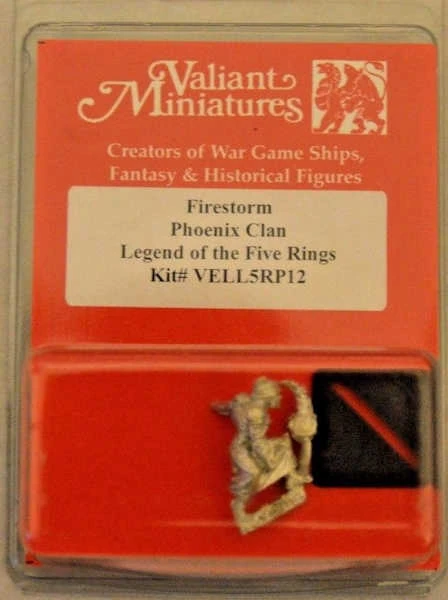 Valiant
Miniatures
Creators of War Game Ships,
Fantasy & Historical Figures
Firestorm
Phoenix Clan
Legend of the Five Rings
Kit# VELL5RP12